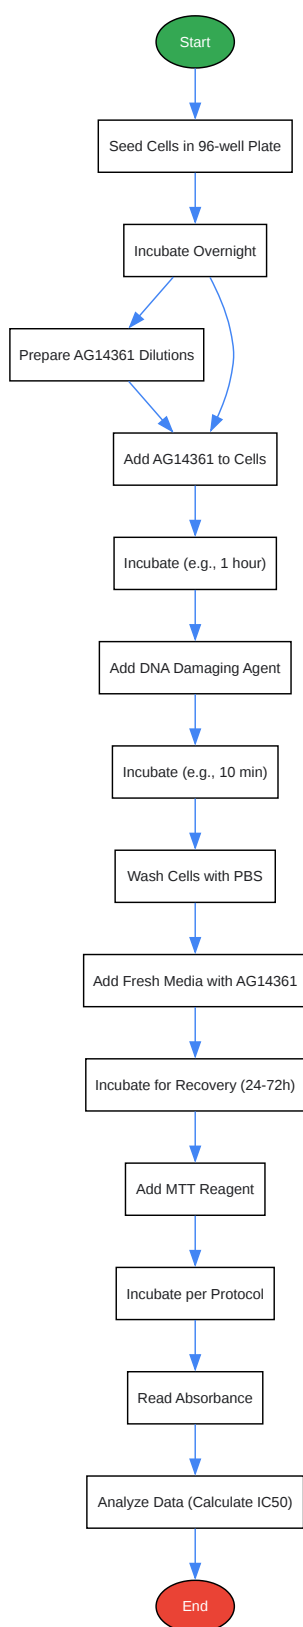 Start
Seed Cells in 96-well Plate
Incubate Overnight
Prepare AG14361 Dilutions
Add AG14361 to Cells
Incubate (e.g., 1 hour)
Add DNA Damaging Agent
Incubate (e.g., 10 min)
Wash Cells with PBS
Add Fresh Media with AG14361
Incubate for Recovery (24-72h)
Add MTT Reagent
Incubate per Protocol
Read Absorbance
Analyze Data (Calculate IC50)
End